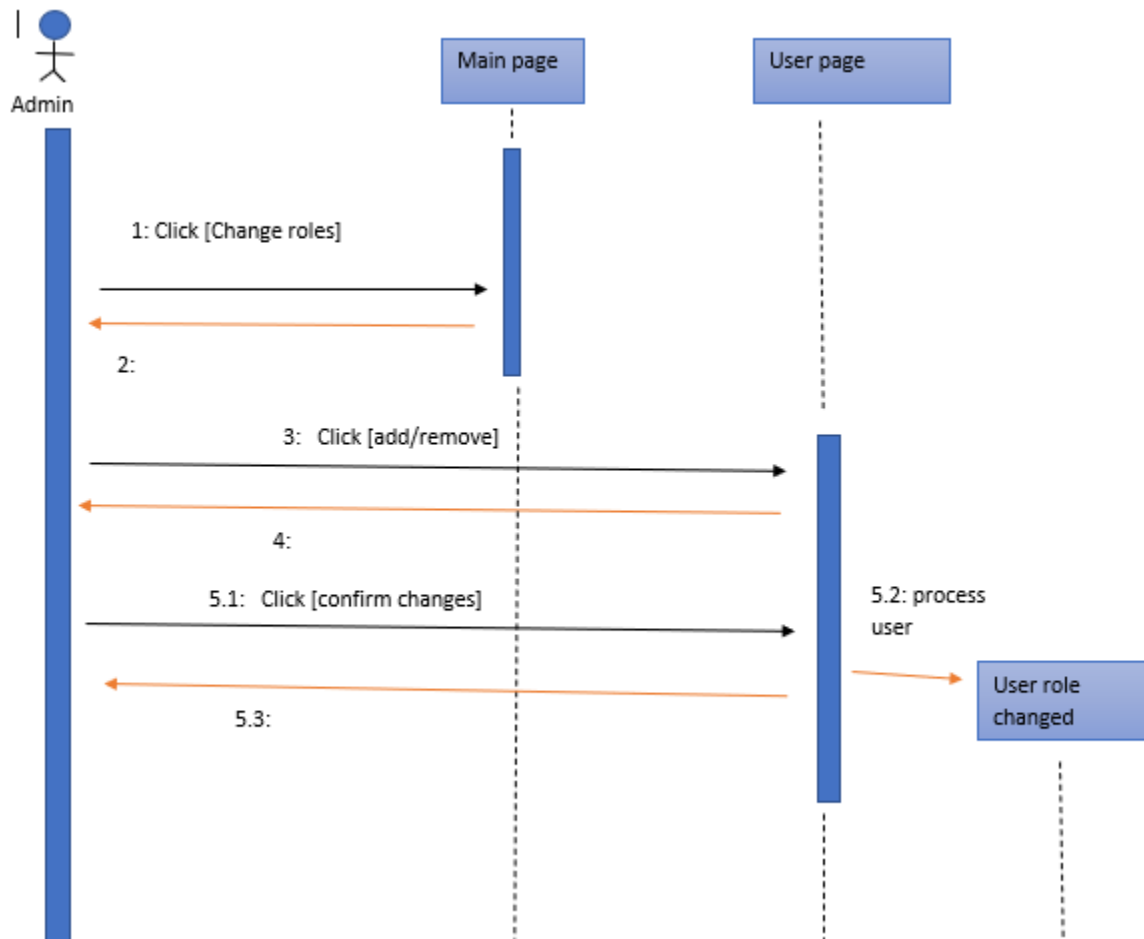 Main page
User page
Admin
1: Click [Change roles]
2:
3: Click [add/remove]
4:
5.1: Click [confirm changes]
5.2: process
user
User role
changed
5.3: